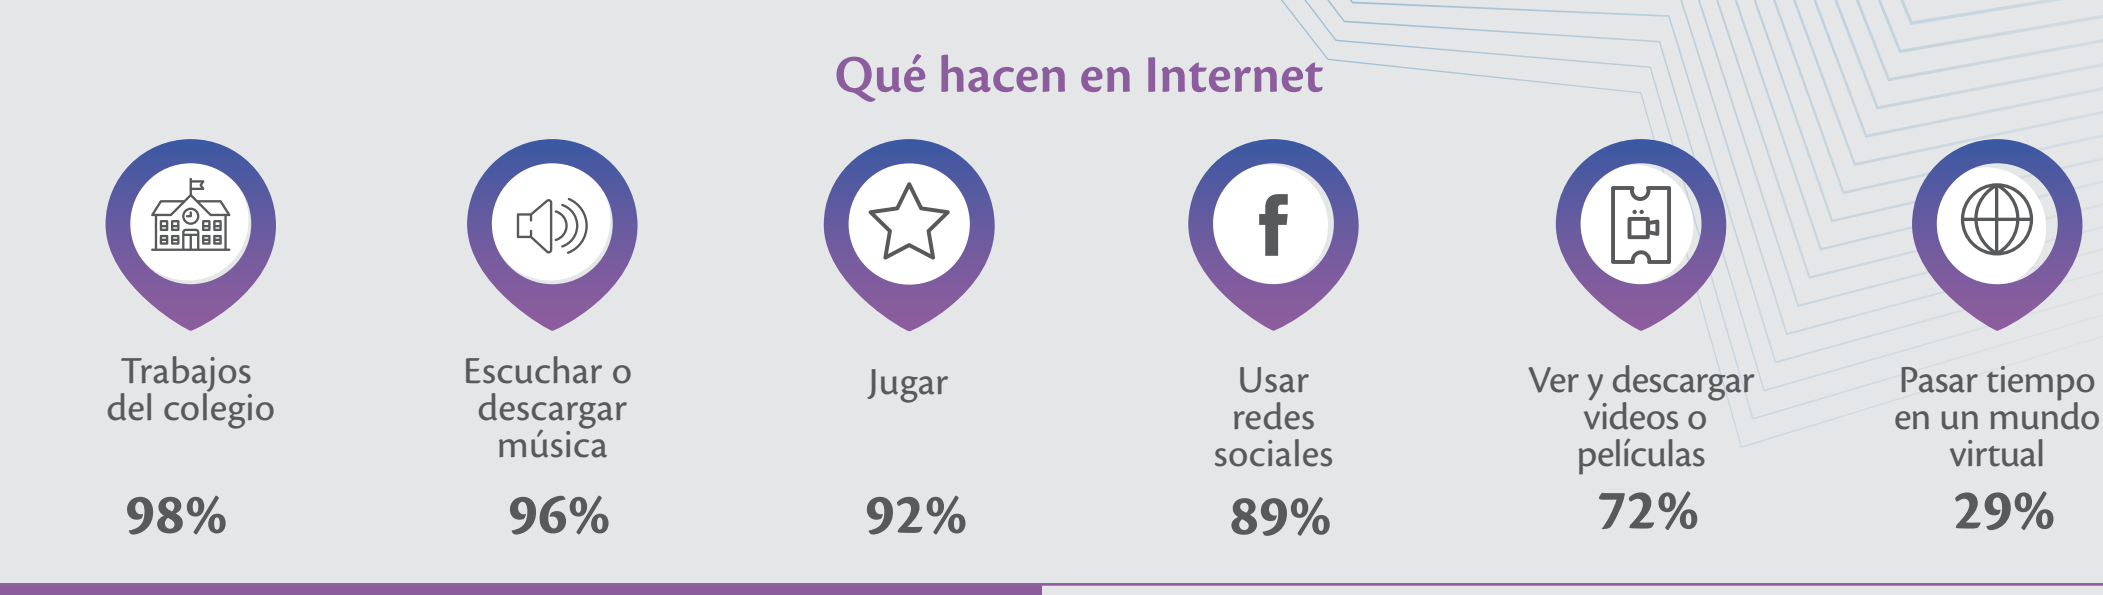 Qué hacen en Internet
Trabajos
del colegio
98%
Escuchar o
descargar
música
96%
Jugar
92%
Usar
redes
sociales
89%
Ver y descargar
videos o
películas
72%
Pasar tiempo
en un mundo
virtual
29%